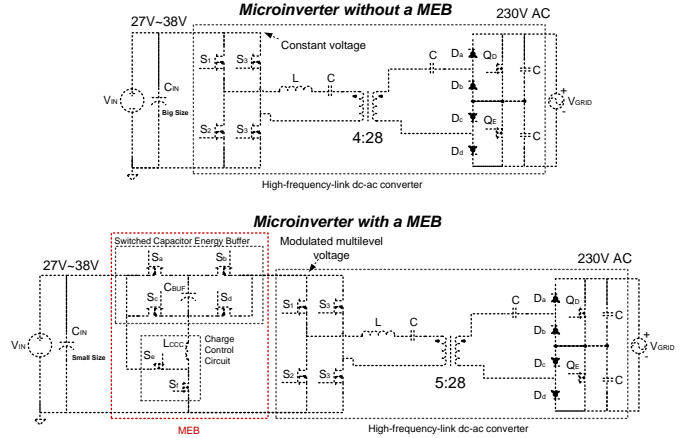 Microinverter without a MEB
27V~38V
230V AC
Constant voltage
S1
S3
L
C
C
Da
QD
C
VIN
CIN
Big Size
Db
VGRID
S2
S3
4:28
Dc
QE
C
Dd
High-frequency-link dc-ac converter
Microinverter with a MEB
Switched Capacitor Energy Buffer
Modulated multilevel
voltage
27V~38V
230V AC
Sa
Sb
Sc
CBUF
Sd
S1
S3
L
C
C
Da
QD
C
VIN
CIN
Small Size
LCCC
Charge
Control
Circuit
Se
Sf
Db
VGRID
S2
S3
5:28
Dc
QE
C
Dd
MEB
High-frequency-link dc-ac converter